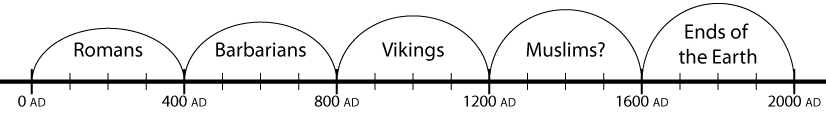 Romans
Barbarians
Vikings
Muslims?
Ends of
the Earth
0 AD
400 AD
800 AD
1200 AD
1600 AD
2000 AD